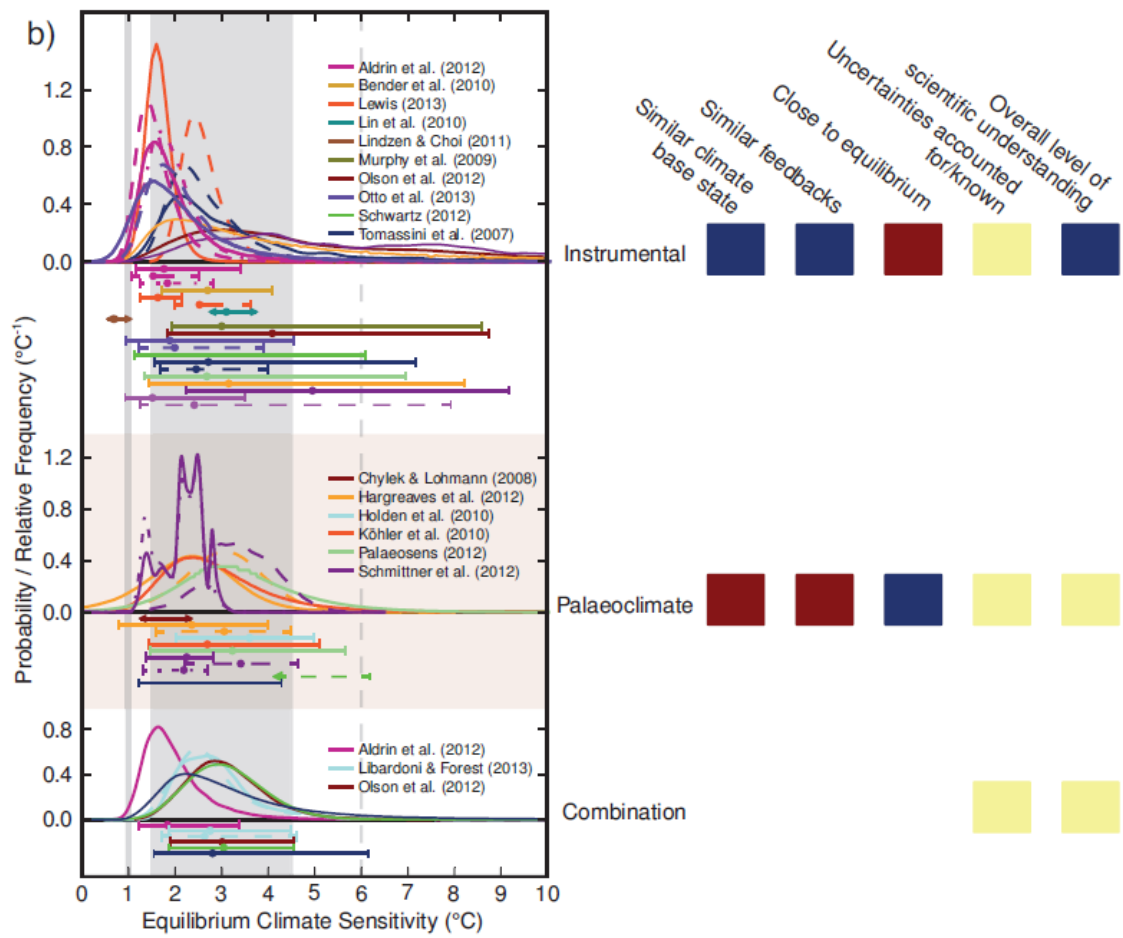 b)
Probability / Relative Frequency (°C⁻¹)
1.2
0.8
0.4
0.0
Aldrin et al. (2012)
Bender et al. (2010)
Lewis (2013)
Lin et al. (2010)
Lindzen & Choi (2011)
Murphy et al. (2009)
Olson et al. (2012)
Otto et al. (2013)
Schwartz (2012)
Tomassini et al. (2007)
Similar climate
base state
Similar feedbacks
Close to equilibrium
Uncertainties accounted
for/known
Overall level of
scientific understanding
Instrumental
1.2
0.8
0.4
0.0
Chylek & Lohmann (2008)
Hargreaves et al. (2012)
Holden et al. (2010)
Köhler et al. (2010)
Palaeosens (2012)
Schmittner et al. (2012)
Palaeoclimate
0.8
0.4
0.0
Aldrin et al. (2012)
Libardoni & Forest (2013)
Olson et al. (2012)
Combination
0 1 2 3 4 5 6 7 8 9 10
Equilibrium Climate Sensitivity (°C)